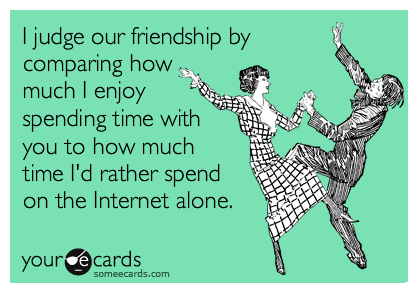 I judge our friendship by
comparing how
much I enjoy
spending time with
you to how much
time I'd rather spend
on the Internet alone.
your e cards
someecards.com